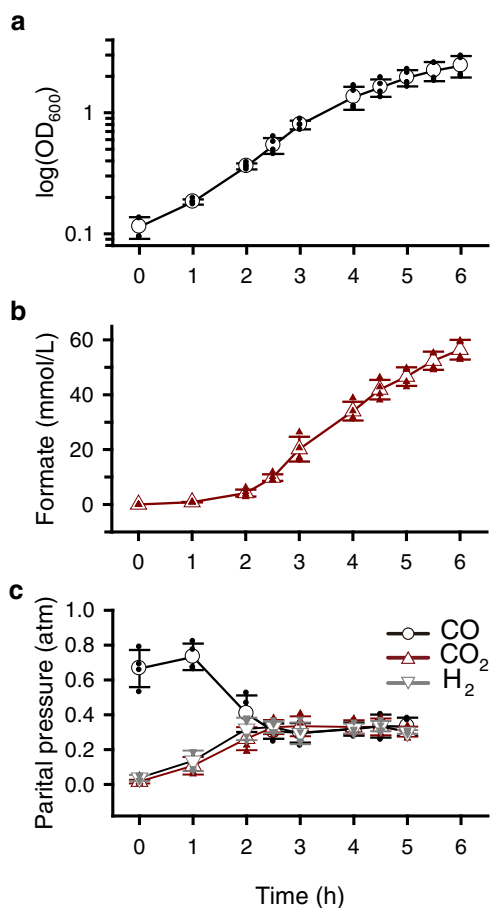 a
log(OD600)
1
0.1
0 1 2 3 4 5 6
b
Formate (mmol/L)
60
40
20
0
0 1 2 3 4 5 6
c
Parital pressure (atm)
1.0
0.8
0.6
0.4
0.2
0.0
CO
CO2
H2
0 1 2 3 4 5 6
Time (h)